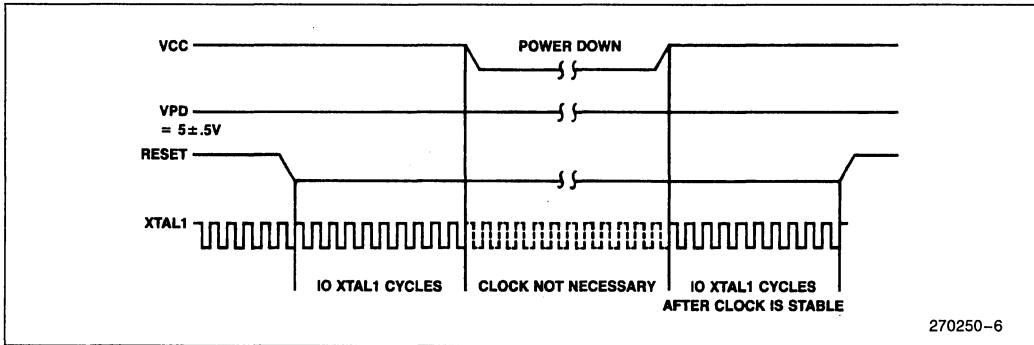 VCC
POWER DOWN
VPD
= 5±.5V
RESET
XTAL1
IO XTAL1 CYCLES
CLOCK NOT NECESSARY
IO XTAL1 CYCLES
AFTER CLOCK IS STABLE
270250–6